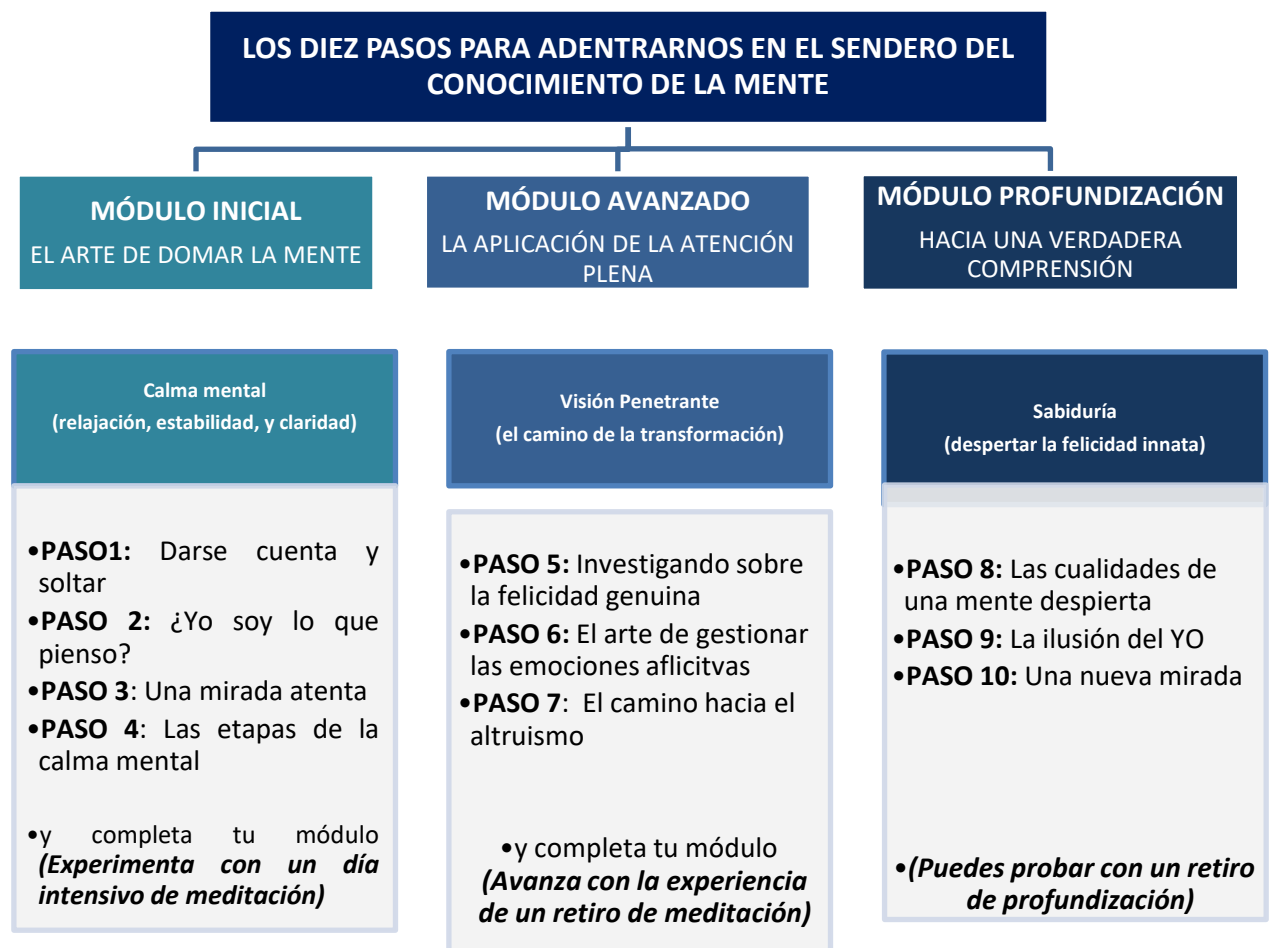 LOS DIEZ PASOS PARA ADENTRARNOS EN EL SENDERO DEL
CONOCIMIENTO DE LA MENTE
MÓDULO INICIAL
EL ARTE DE DOMAR LA MENTE
MÓDULO AVANZADO
LA APLICACIÓN DE LA ATENCIÓN
PLENA
MÓDULO PROFUNDIZACIÓN
HACIA UNA VERDADERA
COMPRENSIÓN
Calma mental
(relajación, estabilidad, y claridad)
•PASO1: Darse cuenta y
soltar
•PASO 2: ¿Yo soy lo que
pienso?
•PASO 3: Una mirada atenta
•PASO 4: Las etapas de la
calma mental
•y completa tu módulo
(Experimenta con un día
intensivo de meditación)
Visión Penetrante
(el camino de la transformación)
•PASO 5: Investigando sobre
la felicidad genuina
•PASO 6: El arte de gestionar
las emociones aflicitvas
•PASO 7: El camino hacia el
altruismo
•y completa tu módulo
(Avanza con la experiencia
de un retiro de meditación)
Sabiduría
(despertar la felicidad innata)
•PASO 8: Las cualidades de
una mente despierta
•PASO 9: La ilusión del YO
•PASO 10: Una nueva mirada
•(Puedes probar con un retiro
de profundización)